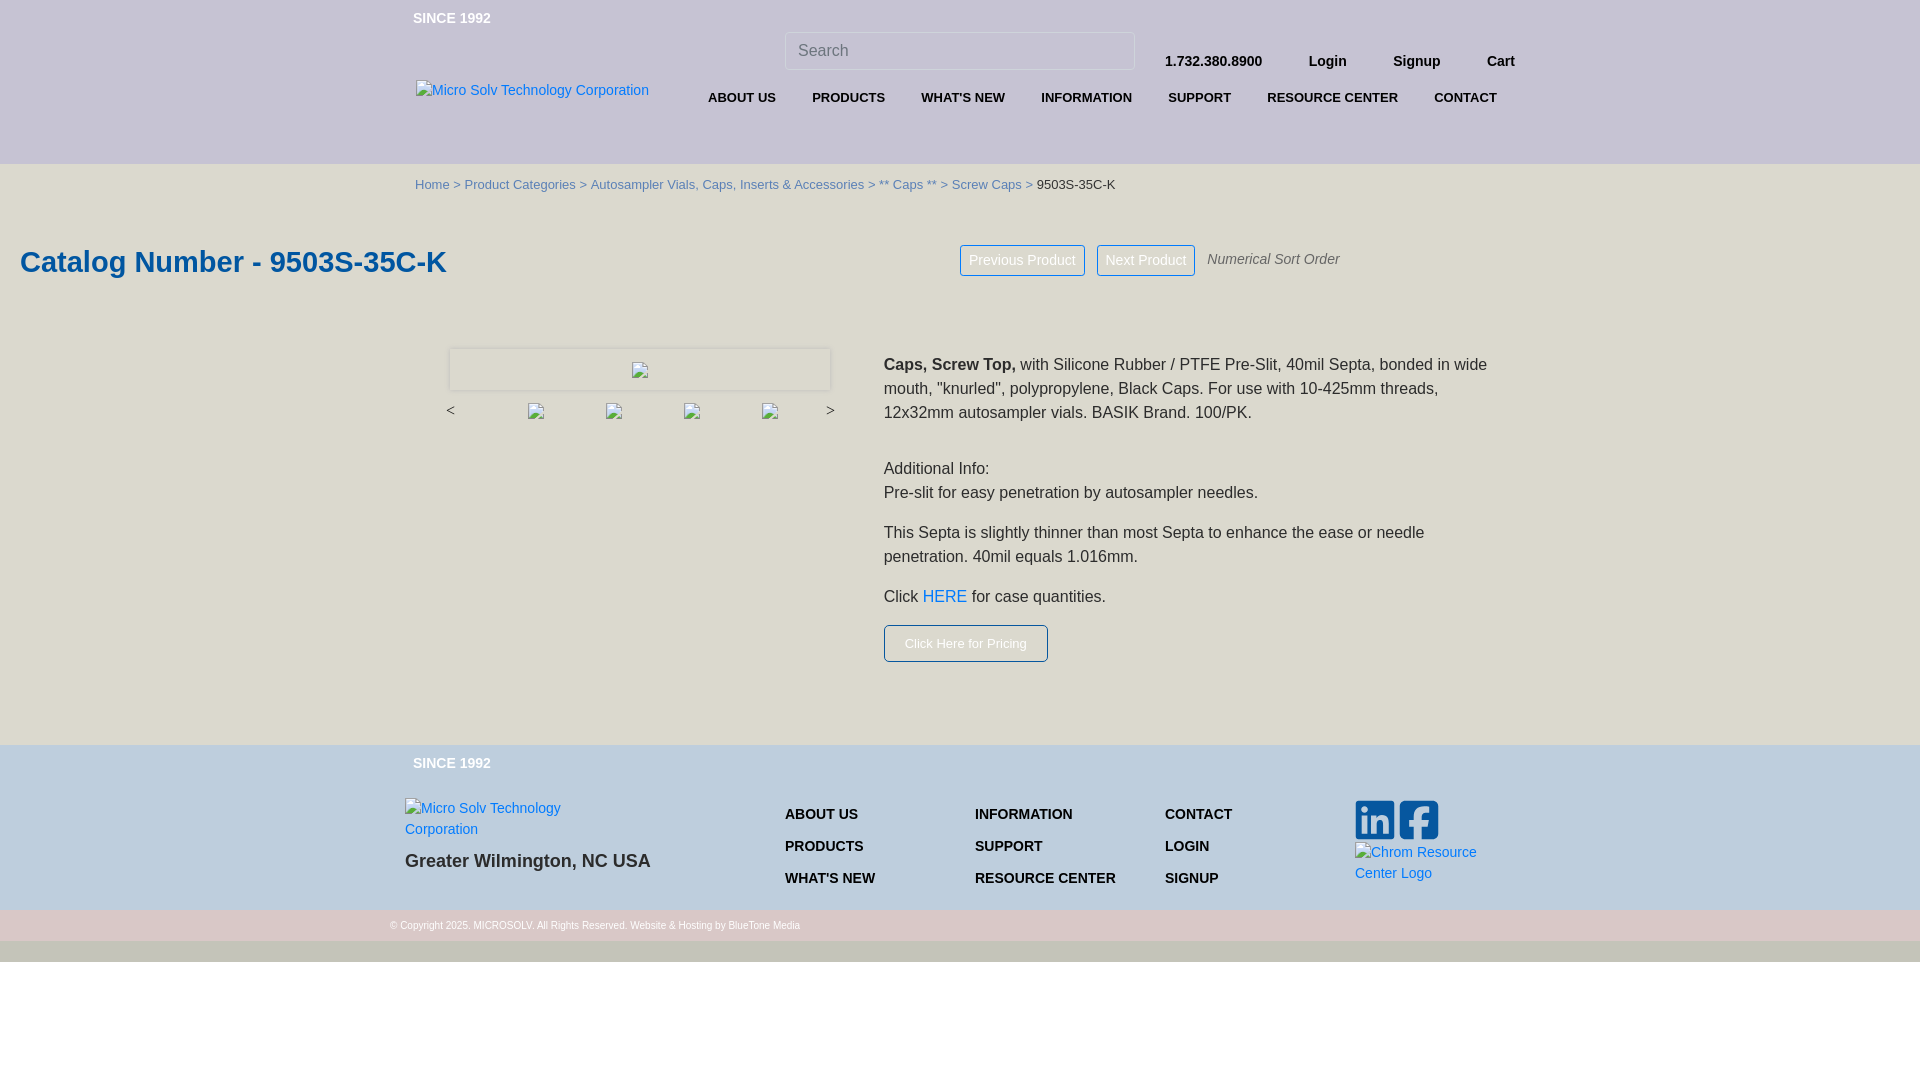 SINCE 1992
Search
1.732.380.8900 Login Signup Cart
Micro Solv Technology Corporation
ABOUT US PRODUCTS WHAT'S NEW INFORMATION SUPPORT RESOURCE CENTER CONTACT
Home > Product Categories > Autosampler Vials, Caps, Inserts & Accessories > ** Caps ** > Screw Caps > 9503S-35C-K
Catalog Number - 9503S-35C-K
Previous Product Next Product Numerical Sort Order
< >
Caps, Screw Top, with Silicone Rubber / PTFE Pre-Slit, 40mil Septa, bonded in wide
mouth, "knurled", polypropylene, Black Caps. For use with 10-425mm threads,
12x32mm autosampler vials. BASIK Brand. 100/PK.
Additional Info:
Pre-slit for easy penetration by autosampler needles.
This Septa is slightly thinner than most Septa to enhance the ease or needle
penetration. 40mil equals 1.016mm.
Click HERE for case quantities.
Click Here for Pricing
SINCE 1992
Micro Solv Technology
Corporation
Greater Wilmington, NC USA
ABOUT US
PRODUCTS
WHAT'S NEW
INFORMATION
SUPPORT
RESOURCE CENTER
CONTACT
LOGIN
SIGNUP
in f
Chrom Resource
Center Logo
© Copyright 2025. MICROSOLV. All Rights Reserved. Website & Hosting by BlueTone Media